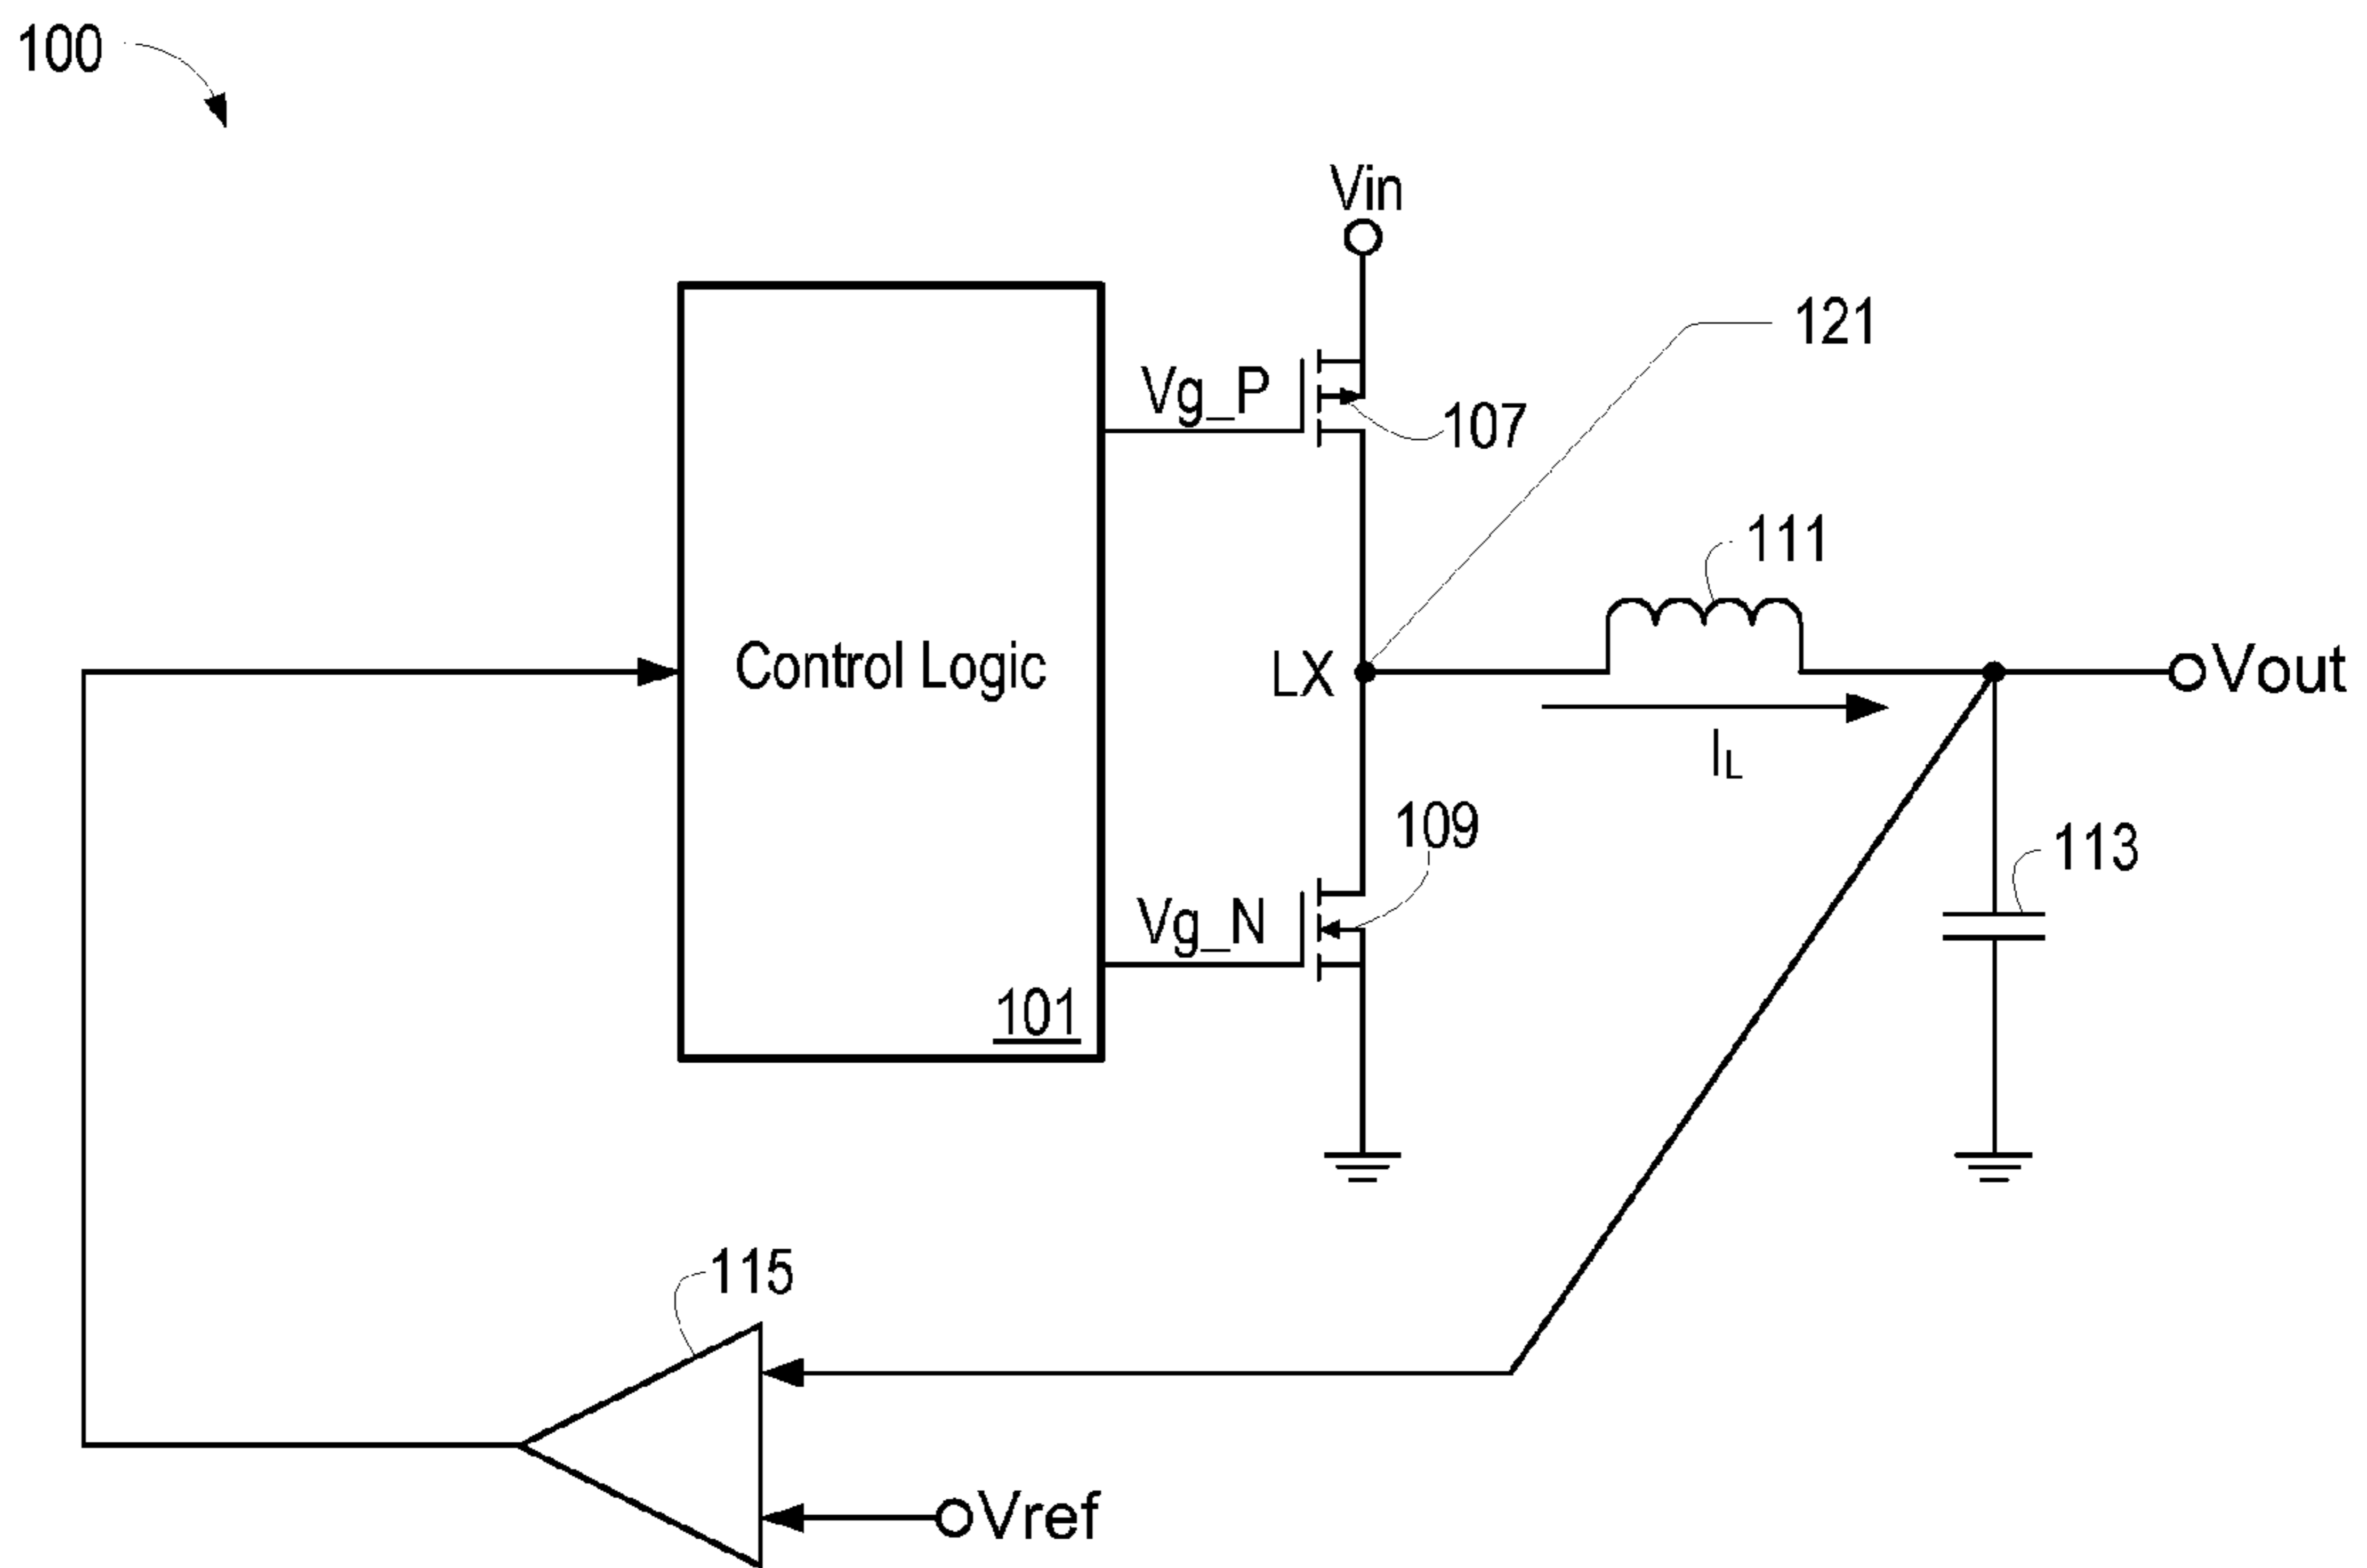 100
Vin
121
Vg_P
107
111
Control Logic
LX
Vout
IL
109
113
Vg_N
101
115
Vref